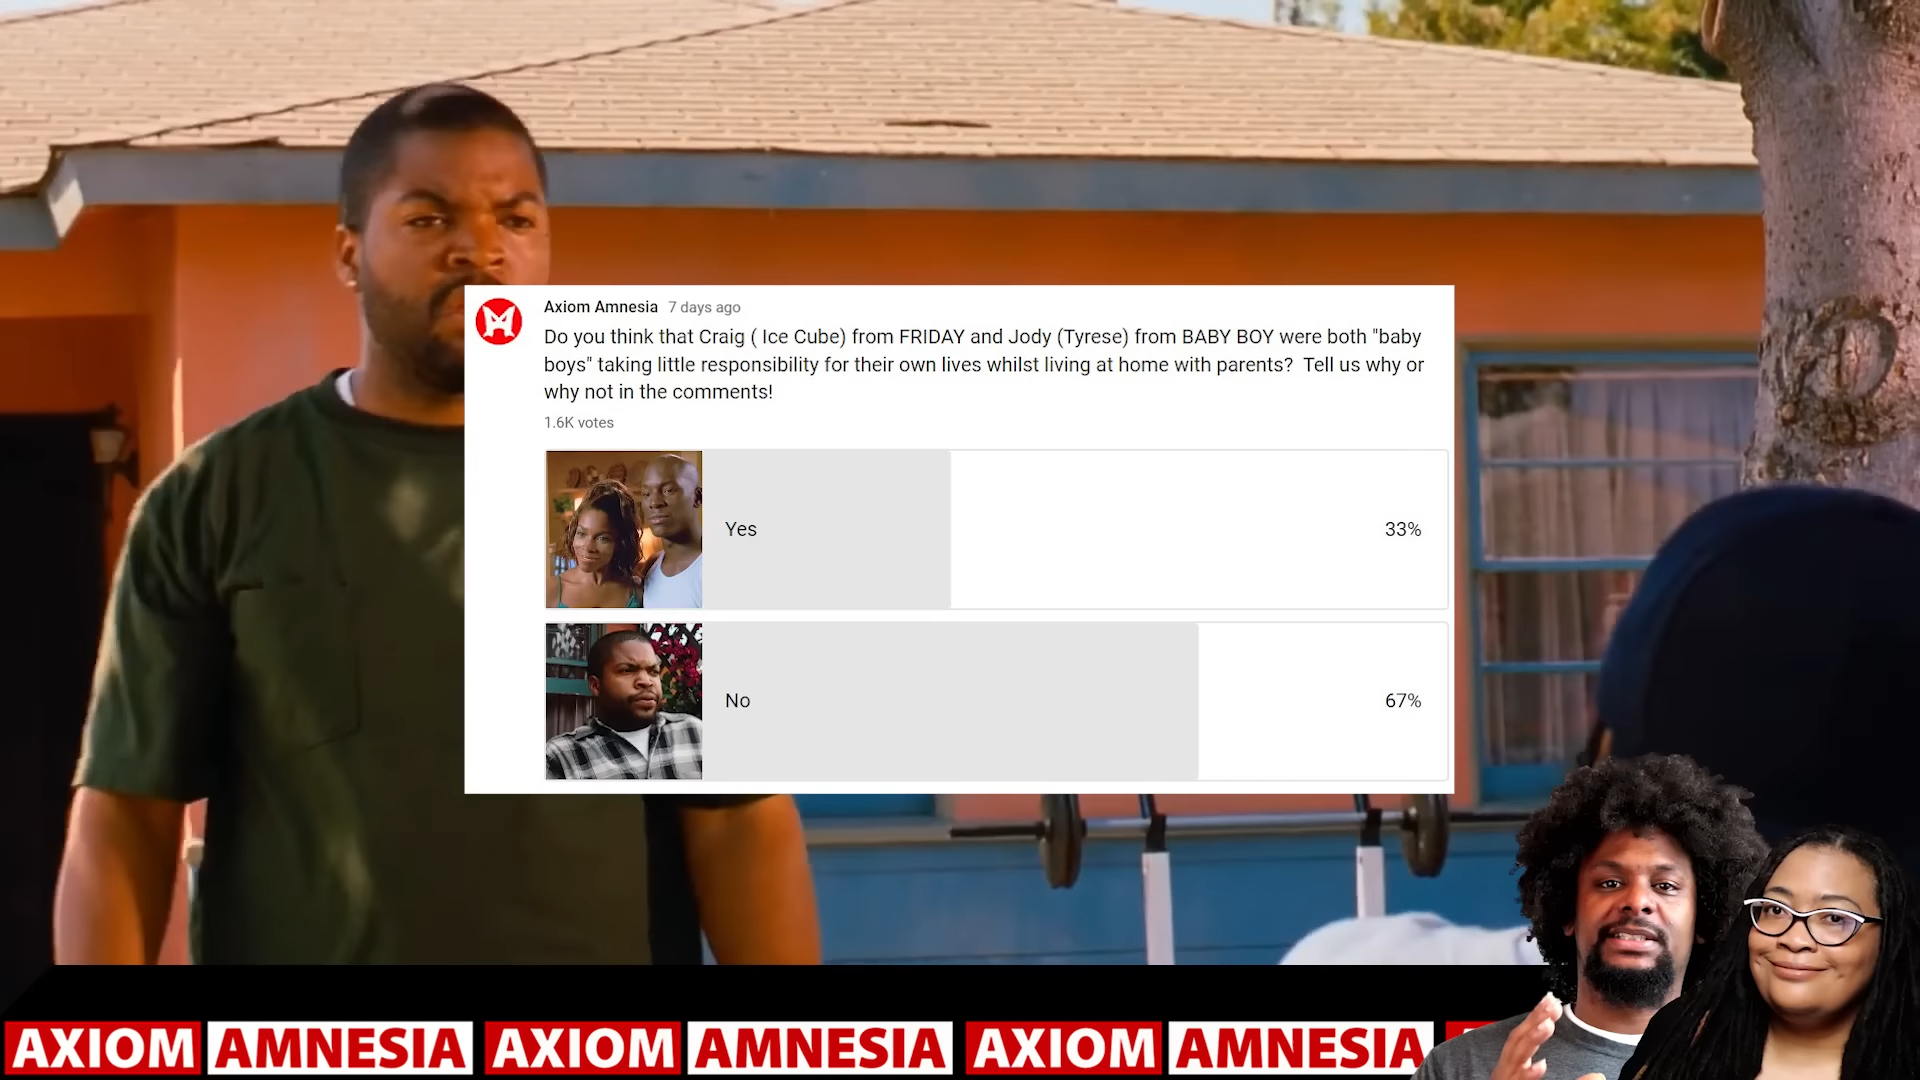 Axiom Amnesia 7 days ago
Do you think that Craig ( Ice Cube) from FRIDAY and Jody (Tyrese) from BABY BOY were both "baby
boys" taking little responsibility for their own lives whilst living at home with parents? Tell us why or
why not in the comments!
1.6K votes
Yes 33%
No 67%
AXIOM AMNESIA AXIOM AMNESIA AXIOM AMNESIA